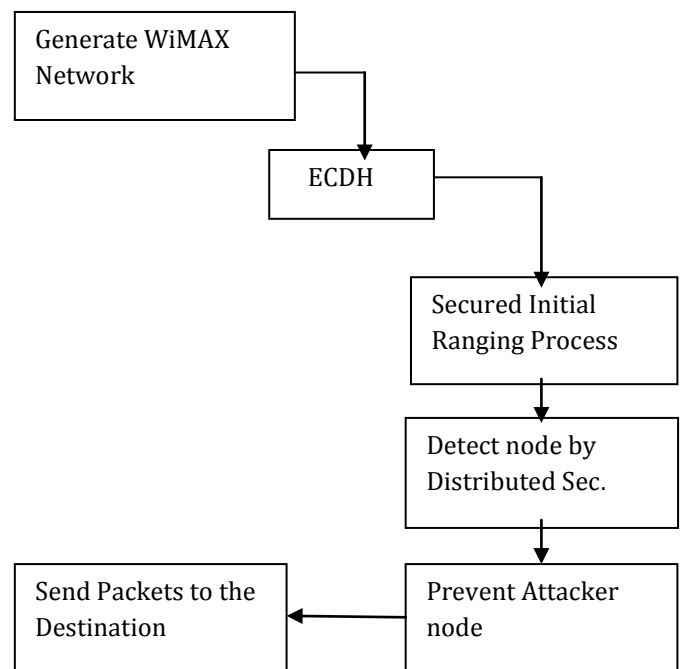 Generate WiMAX
Network
ECDH
Secured Initial
Ranging Process
Detect node by
Distributed Sec.
Prevent Attacker
node
Send Packets to the
Destination